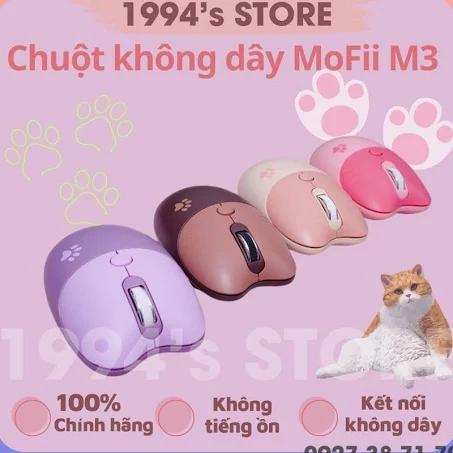 1994's STORE
Chuột không dây MoFii M3
1994's STORE
100%
Chính hãng
Không
tiếng ồn
Kết nối
không dây